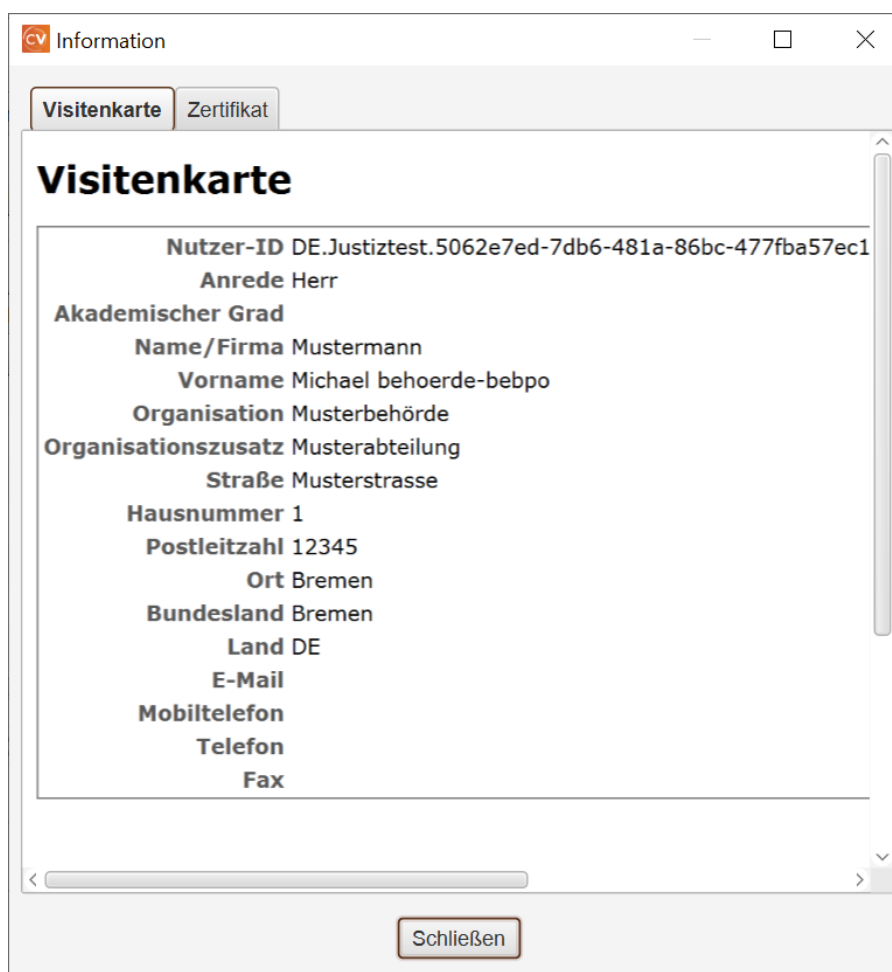 CV Information
Visitenkarte Zertifikat
Visitenkarte
Nutzer-ID DE.Justiztest.5062e7ed-7db6-481a-86bc-477fba57ec1
Anrede Herr
Akademischer Grad
Name/Firma Mustermann
Vorname Michael behoerde-bebpo
Organisation Musterbehörde
Organisationszusatz Musterabteilung
Straße Musterstrasse
Hausnummer 1
Postleitzahl 12345
Ort Bremen
Bundesland Bremen
Land DE
E-Mail
Mobiltelefon
Telefon
Fax
Schließen